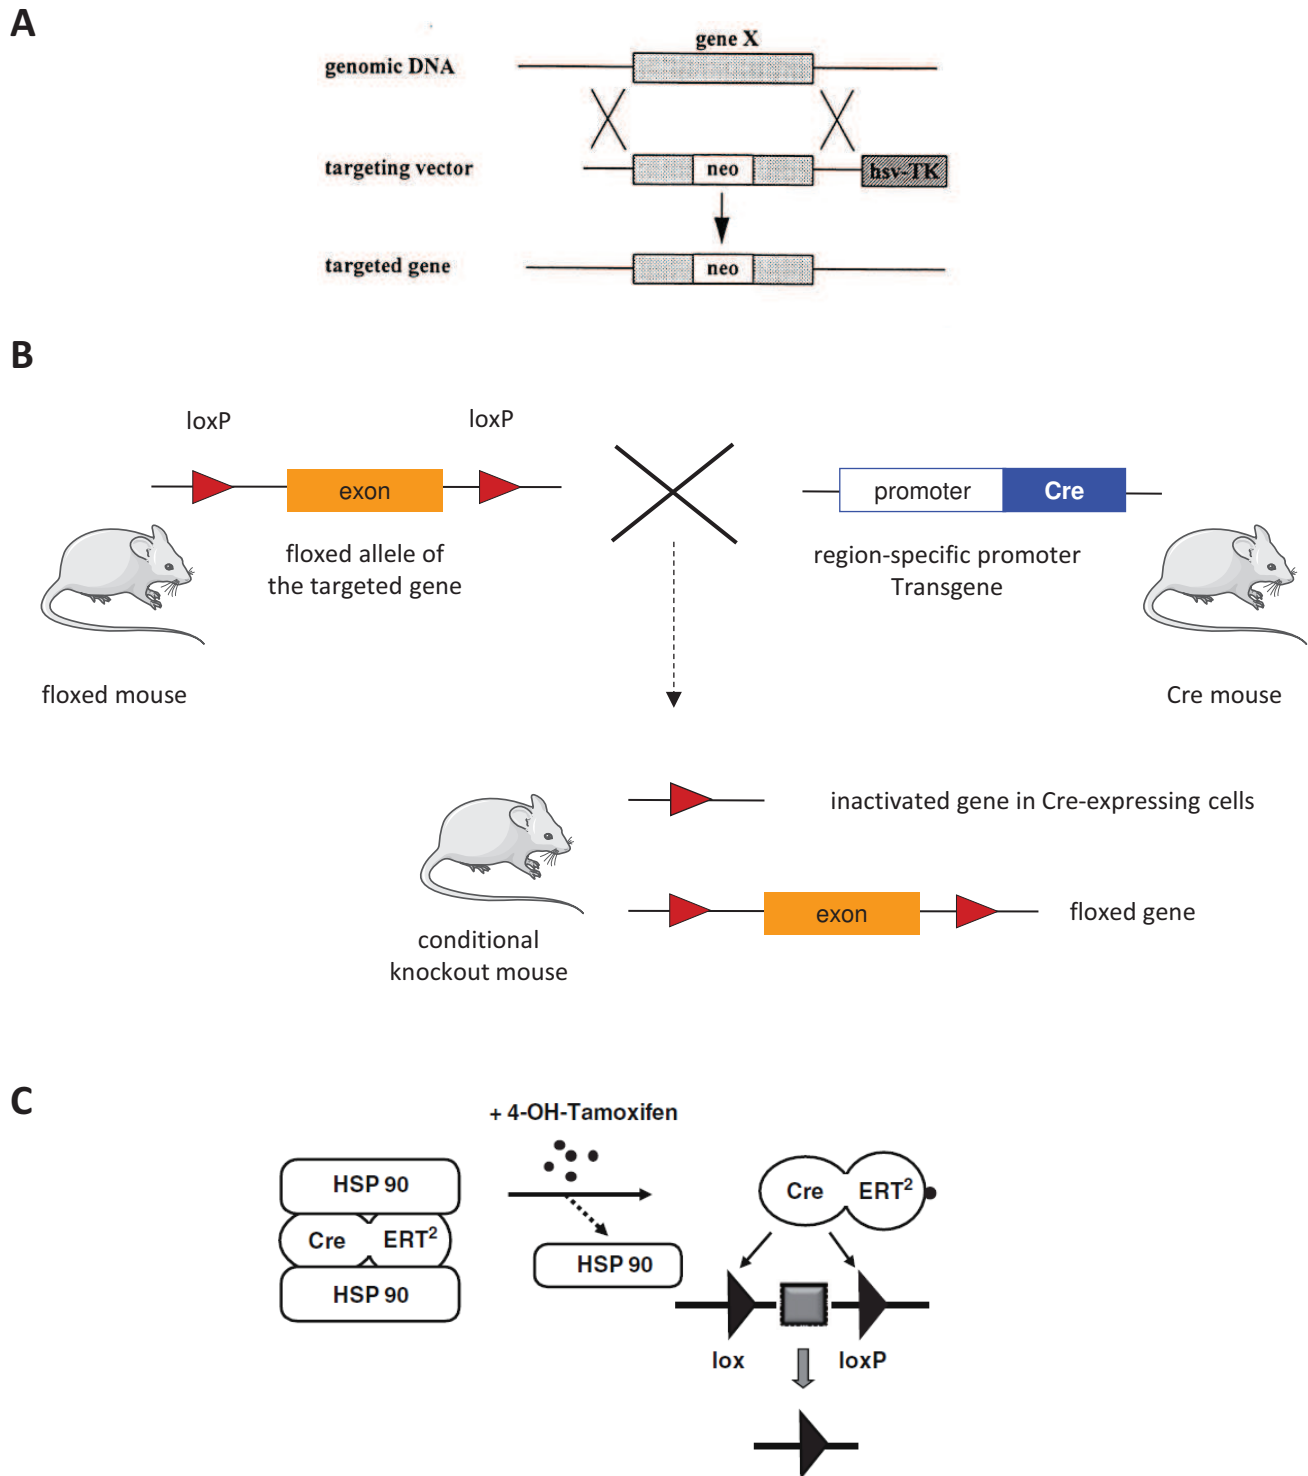 A
gene X
genomic DNA
targeting vector
neo
hsv-TK
targeted gene
neo
B
loxP
loxP
exon
promoter
Cre
floxed allele of
the targeted gene
region-specific promoter
Transgene
floxed mouse
Cre mouse
inactivated gene in Cre-expressing cells
exon
floxed gene
conditional
knockout mouse
C
+ 4-OH-Tamoxifen
HSP 90
Cre
ERT²
HSP 90
HSP 90
Cre
ERT²
lox
loxP